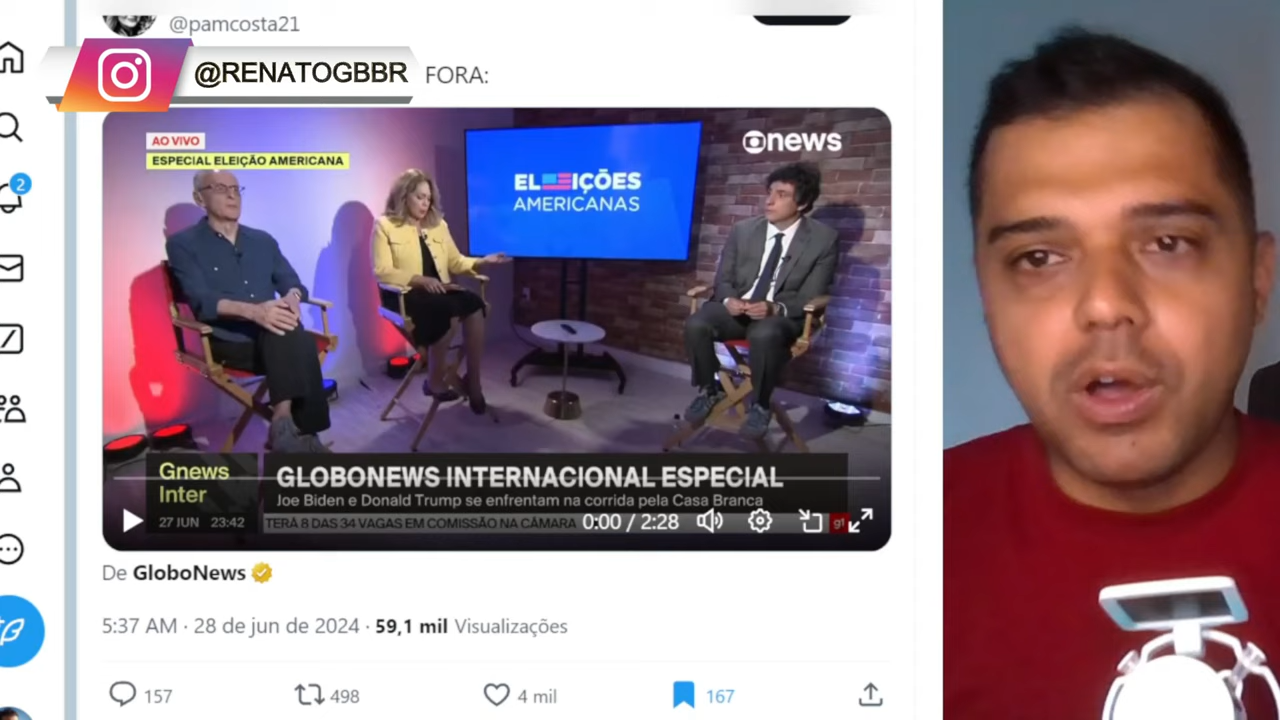 @pamcosta21
@RENATOGBBR
FORA:
AO VIVO
ESPECIAL ELEIÇÃO AMERICANA
news
ELEIÇÕES
AMERICANAS
Gnews
Inter
GLOBONEWS INTERNACIONAL ESPECIAL
Joe Biden e Donald Trump se enfrentam na corrida pela Casa Branca
27 JUN 23:42
TERÁ 8 DAS 34 VAGAS EM COMISSÃO NA CÂMARA
0:00 / 2:28
g1
De GloboNews
5:37 AM · 28 de jun de 2024 · 59,1 mil Visualizações
157 498 4 mil 167
2